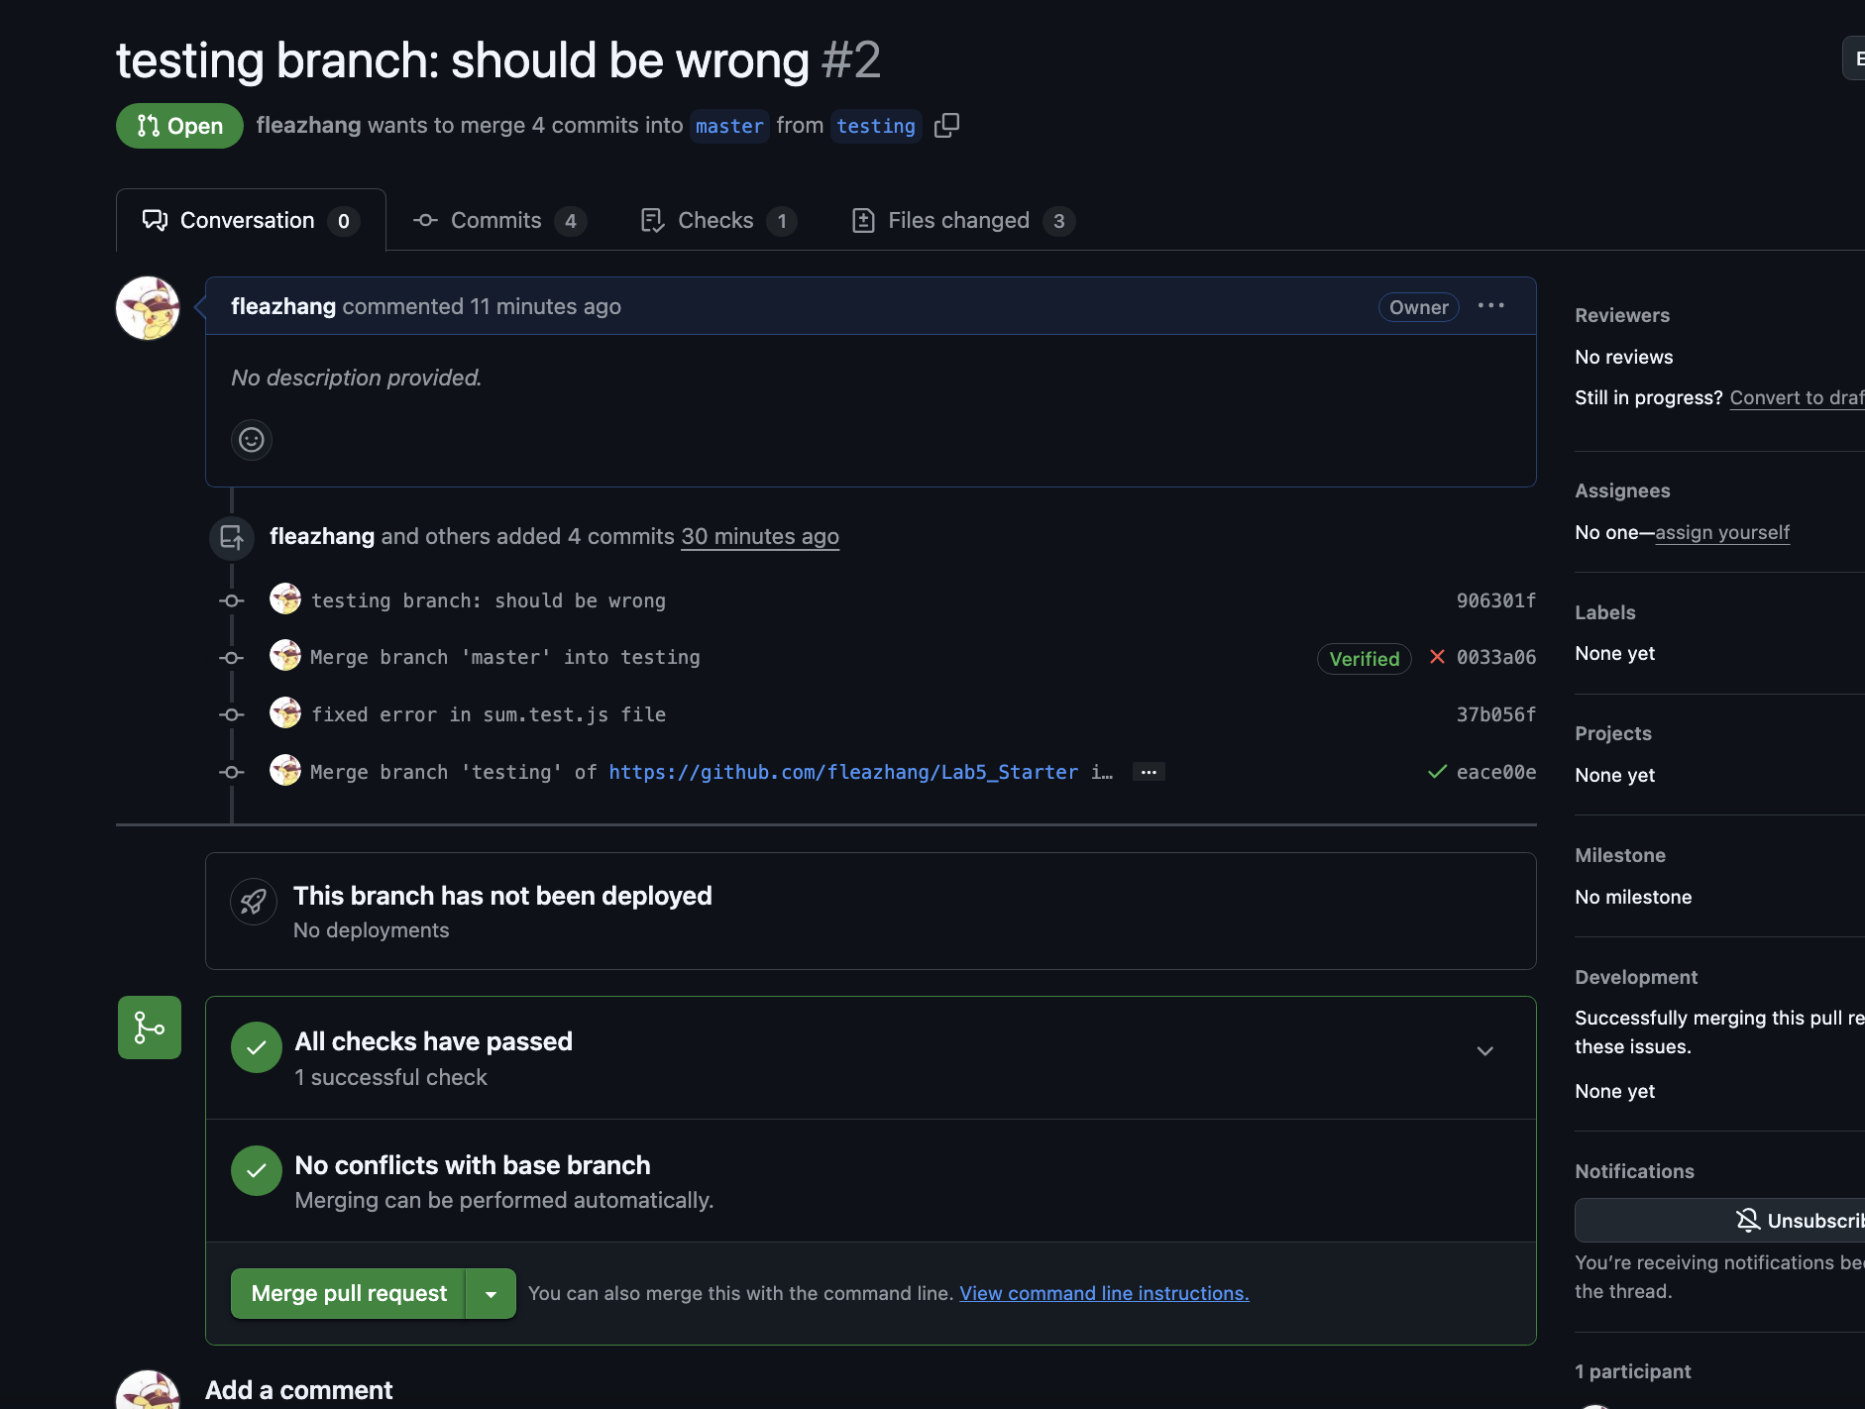 testing branch: should be wrong #2
Open fleazhang wants to merge 4 commits into master from testing
Conversation 0 Commits 4 Checks 1 Files changed 3
fleazhang commented 11 minutes ago Owner
No description provided.
fleazhang and others added 4 commits 30 minutes ago
testing branch: should be wrong 906301f
Merge branch 'master' into testing Verified 0033a06
fixed error in sum.test.js file 37b056f
Merge branch 'testing' of https://github.com/fleazhang/Lab5_Starter i… eace00e
This branch has not been deployed
No deployments
All checks have passed
1 successful check
No conflicts with base branch
Merging can be performed automatically.
Merge pull request You can also merge this with the command line. View command line instructions.
Add a comment
Reviewers
No reviews
Still in progress? Convert to draf
Assignees
No one—assign yourself
Labels
None yet
Projects
None yet
Milestone
No milestone
Development
Successfully merging this pull re
these issues.
None yet
Notifications
Unsubscrib
You're receiving notifications bec
the thread.
1 participant